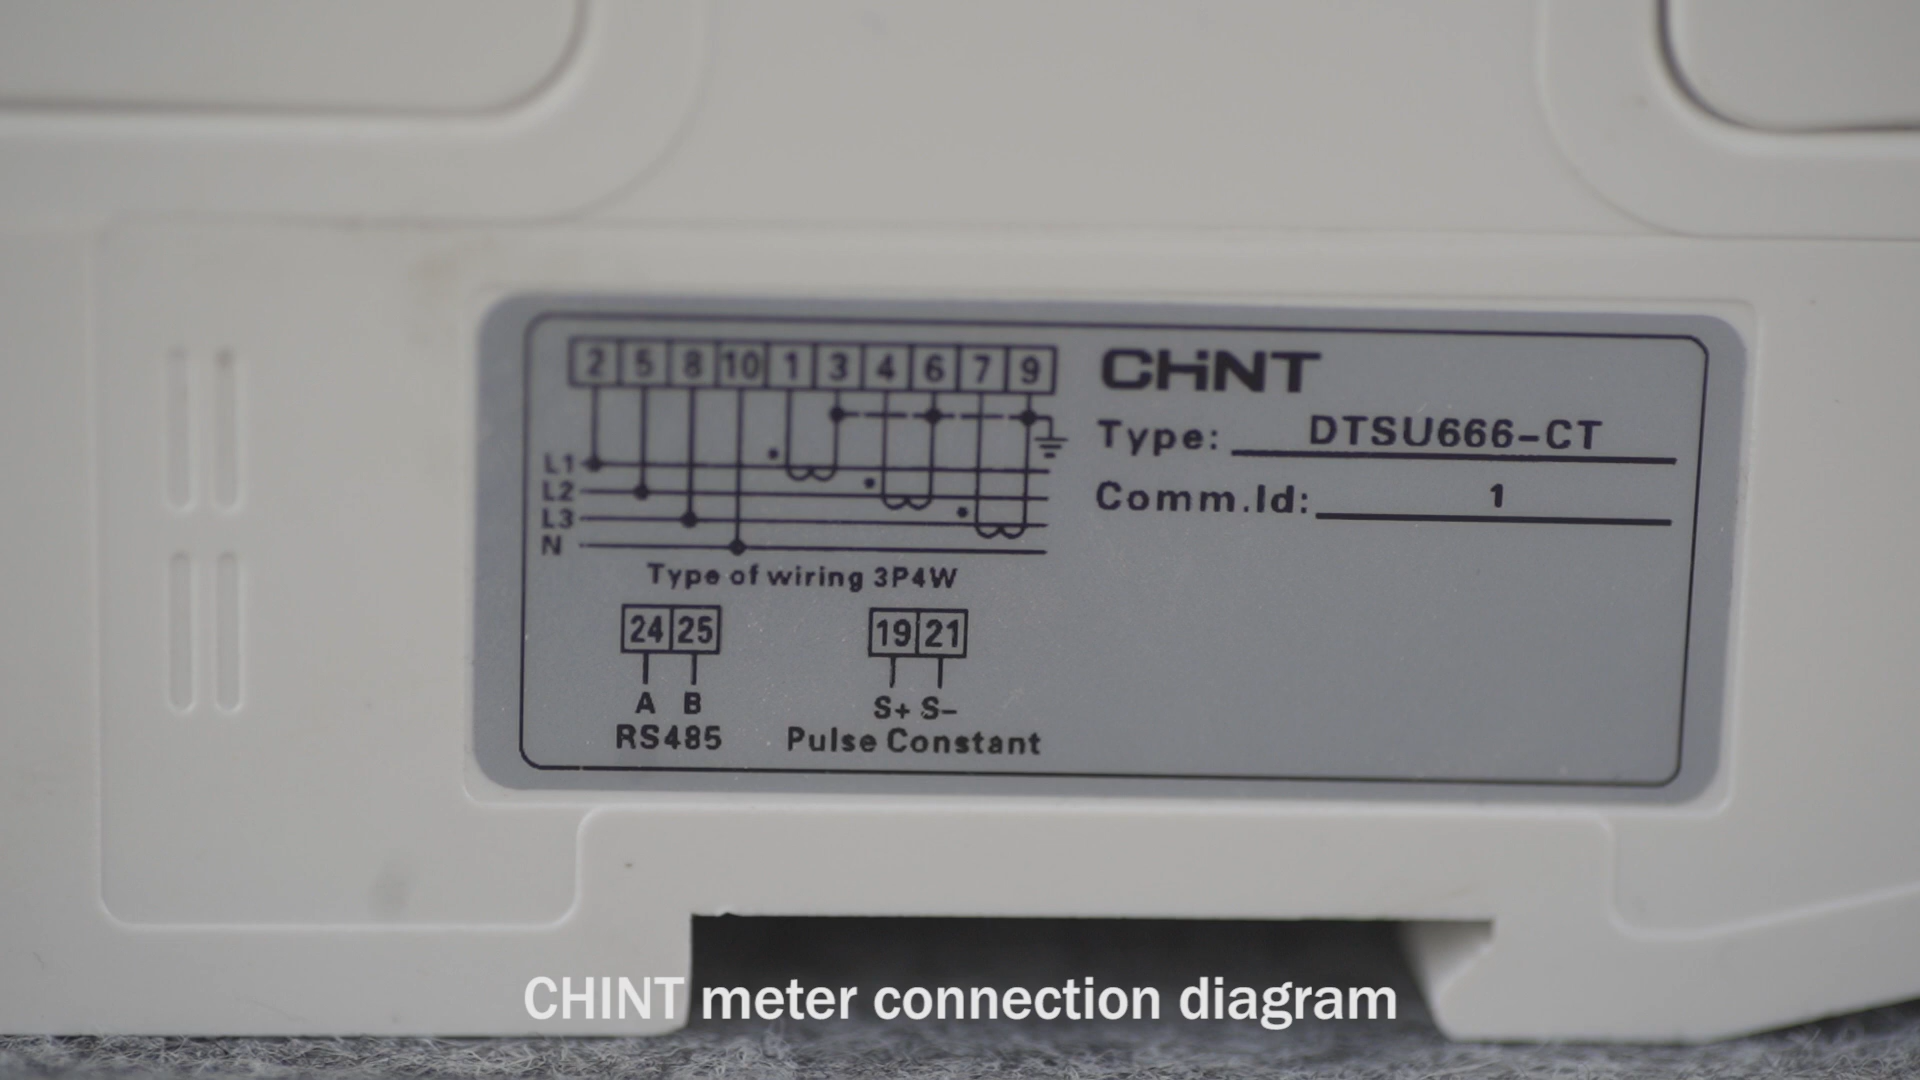 2 5 8 10 1 3 4 6 7 9
L1
L2
L3
N
Type of wiring 3P4W
24 25
A B
RS485
19 21
S+ S-
Pulse Constant
CHiNT
Type: DTSU666-CT
Comm.Id: 1
CHINT meter connection diagram